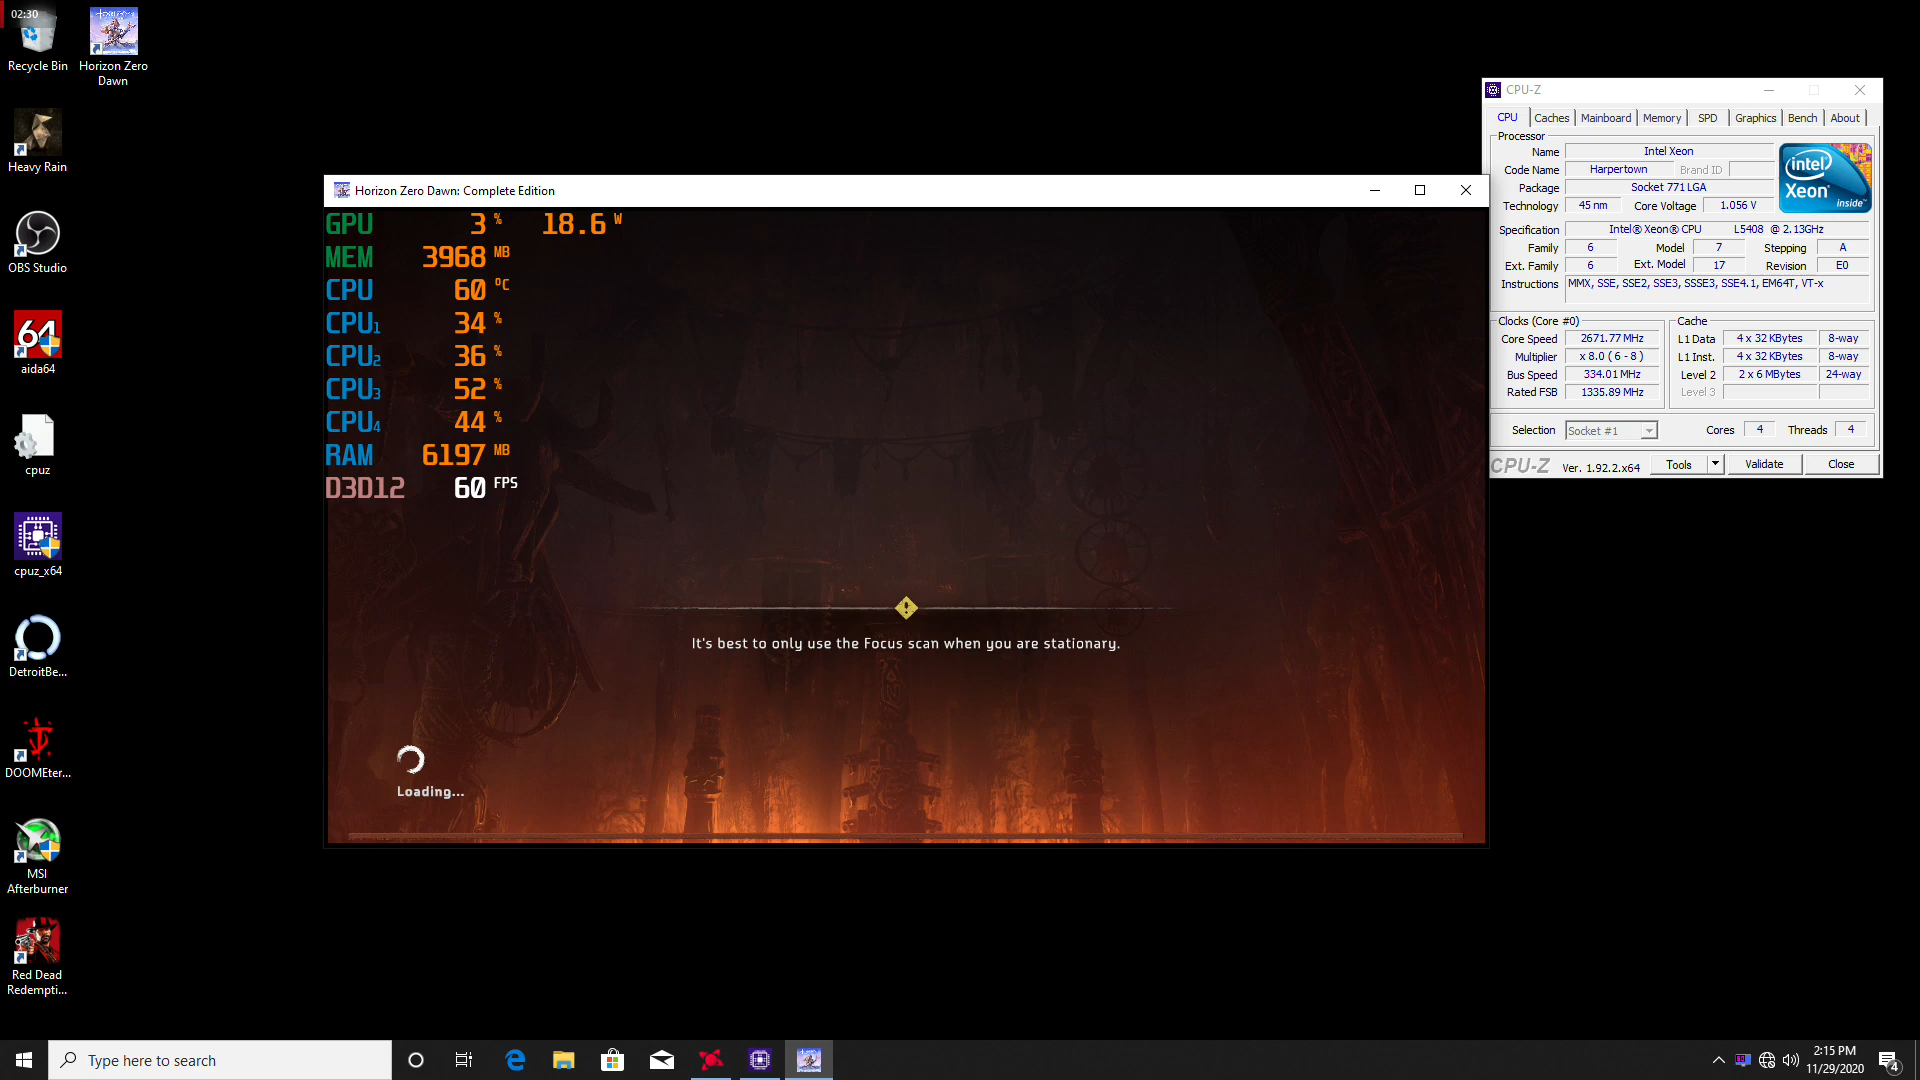 02:30
Recycle Bin
Horizon Zero
Dawn
Heavy Rain
OBS Studio
64
aida64
cpuz
cpuz_x64
DetroitBe...
DOOMEter...
MSI
Afterburner
Red Dead
Redempti...
Horizon Zero Dawn: Complete Edition
GPU 3 % 18.6 W
MEM 3968 MB
CPU 60 °C
CPU1 34 %
CPU2 36 %
CPU3 52 %
CPU4 44 %
RAM 6197 MB
D3D12 60 FPS
It's best to only use the Focus scan when you are stationary.
Loading...
CPU-Z
CPU Caches Mainboard Memory SPD Graphics Bench About
Processor
Name Intel Xeon
Code Name Harpertown Brand ID
Package Socket 771 LGA
Technology 45 nm Core Voltage 1.056 V
intel
Xeon
inside™
Specification Intel® Xeon® CPU L5408 @ 2.13GHz
Family 6 Model 7 Stepping A
Ext. Family 6 Ext. Model 17 Revision E0
Instructions MMX, SSE, SSE2, SSE3, SSSE3, SSE4.1, EM64T, VT-x
Clocks (Core #0)
Core Speed 2671.77 MHz
Multiplier x 8.0 ( 6 - 8 )
Bus Speed 334.01 MHz
Rated FSB 1335.89 MHz
Cache
L1 Data 4 x 32 KBytes 8-way
L1 Inst. 4 x 32 KBytes 8-way
Level 2 2 x 6 MBytes 24-way
Level 3
Selection Socket #1 Cores 4 Threads 4
CPU-Z Ver. 1.92.2.x64 Tools Validate Close
Type here to search
2:15 PM
11/29/2020
4